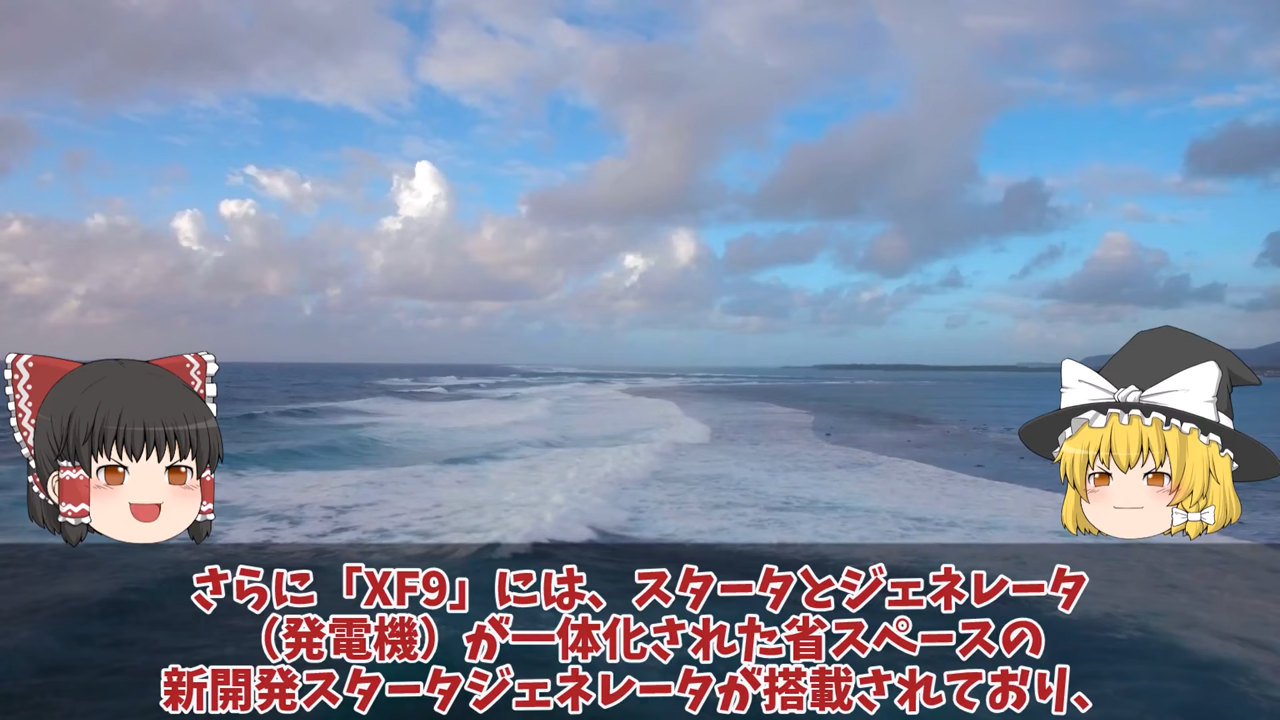 さらに「XF9」には、スタータとジェネレータ
（発電機）が一体化された省スペースの
新開発スタータジェネレータが搭載されており、